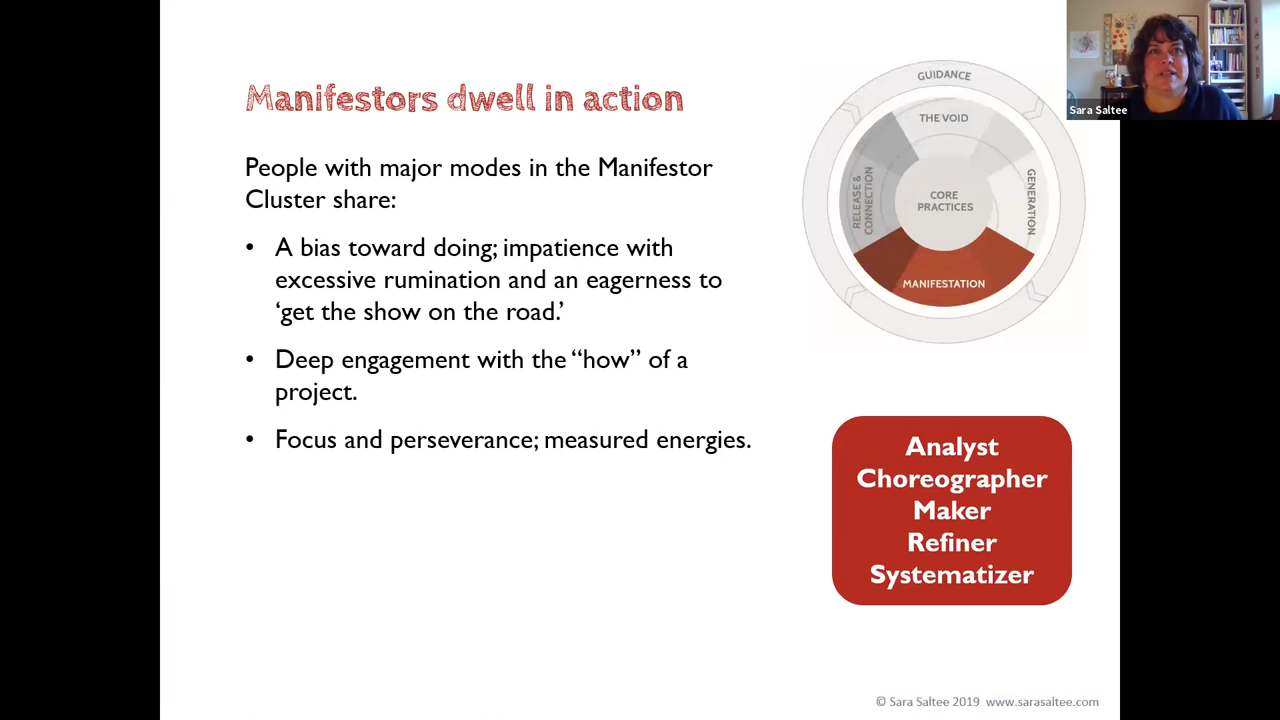 Manifestors dwell in action
People with major modes in the Manifestor
Cluster share:
• A bias toward doing; impatience with
excessive rumination and an eagerness to
‘get the show on the road.’
• Deep engagement with the “how” of a
project.
• Focus and perseverance; measured energies.
GUIDANCE
THE VOID
RELEASE &
CONNECTION
CORE
PRACTICES
GENERATION
MANIFESTATION
Sara Saltee
Analyst
Choreographer
Maker
Refiner
Systematizer
© Sara Saltee 2019 www.sarasaltee.com